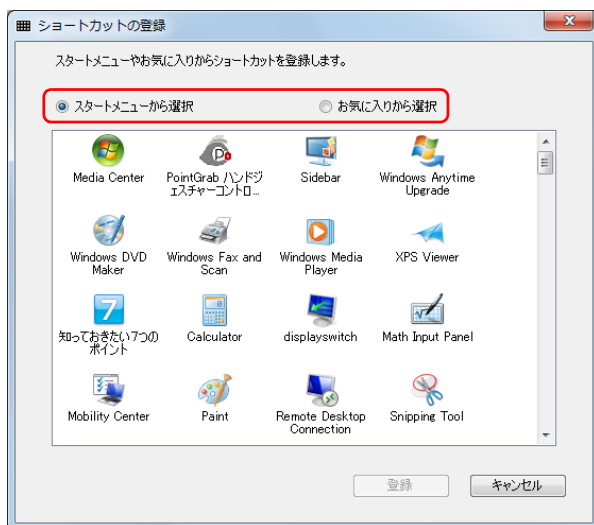 ショートカットの登録
スタートメニューやお気に入りからショートカットを登録します。
スタートメニューから選択 お気に入りから選択
Media Center PointGrab ハンドジ Sidebar Windows Anytime
ェスチャーコントロ... Upgrade
Windows DVD Windows Fax and Windows Media XPS Viewer
Maker Scan Player
知っておきたい7つの Calculator displayswitch Math Input Panel
ポイント
Mobility Center Paint Remote Desktop Snipping Tool
Connection
登録 キャンセル